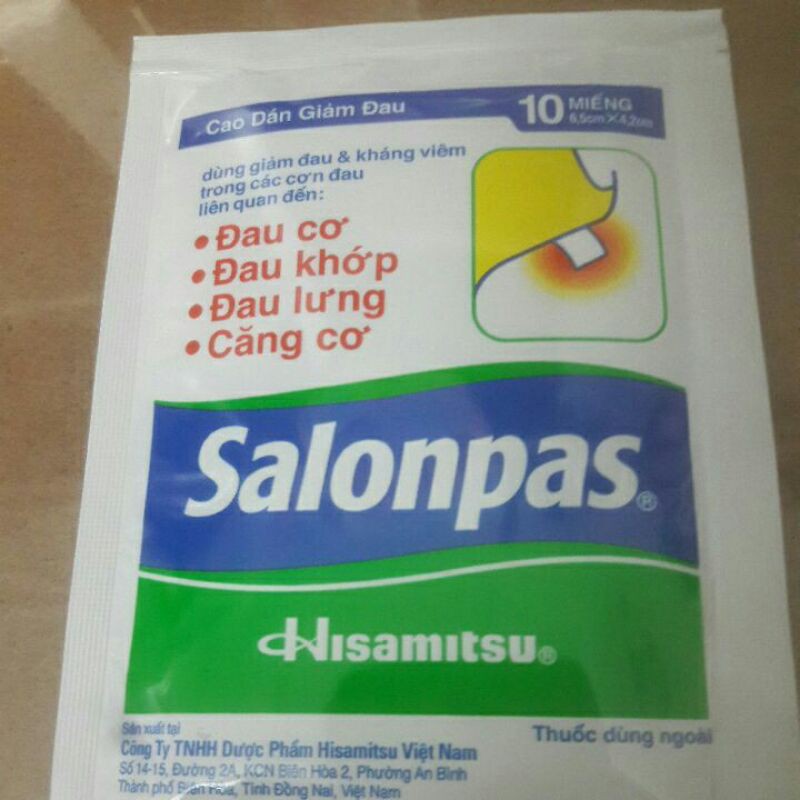 Cao Dán Giảm Đau
10 MIẾNG
6,5cm×4,2cm
dùng giảm đau & kháng viêm
trong các cơn đau
liên quan đến:
• Đau cơ
• Đau khớp
• Đau lưng
• Căng cơ
Salonpas®
Hisamitsu®
Sản xuất tại
Công Ty TNHH Dược Phẩm Hisamitsu Việt Nam
Số 14-15, Đường 2A, KCN Biên Hòa 2, Phường An Bình
Thành phố Biên Hòa, Tỉnh Đồng Nai, Việt Nam
Thuốc dùng ngoài